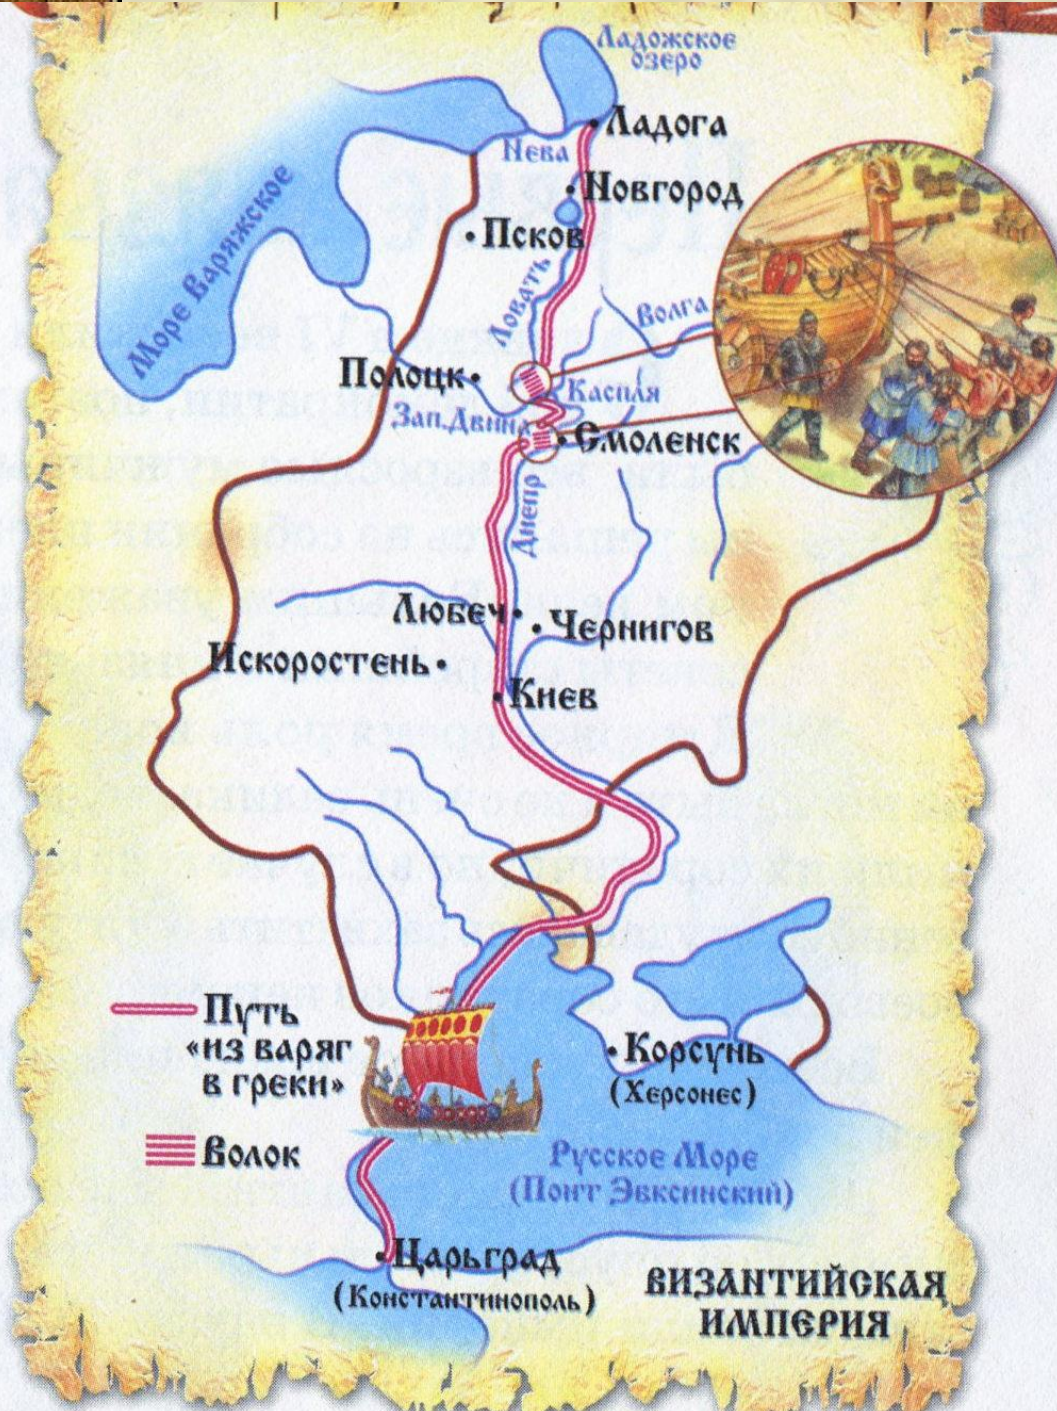 Ладожское
озеро
Ладога
Нева
Новгород
Псков
Море Варяжское
Ловать
Волга
Полоцк
Каспля
Зап.Двина
Смоленск
Днепр
Любеч
Чернигов
Искоростень
Киев
Путь
«из варяг
в греки»
Волок
Корсунь
(Херсонес)
Русское Море
(Понт Эвксинский)
Царьград
(Константинополь)
ВИЗАНТИЙСКАЯ
ИМПЕРИЯ